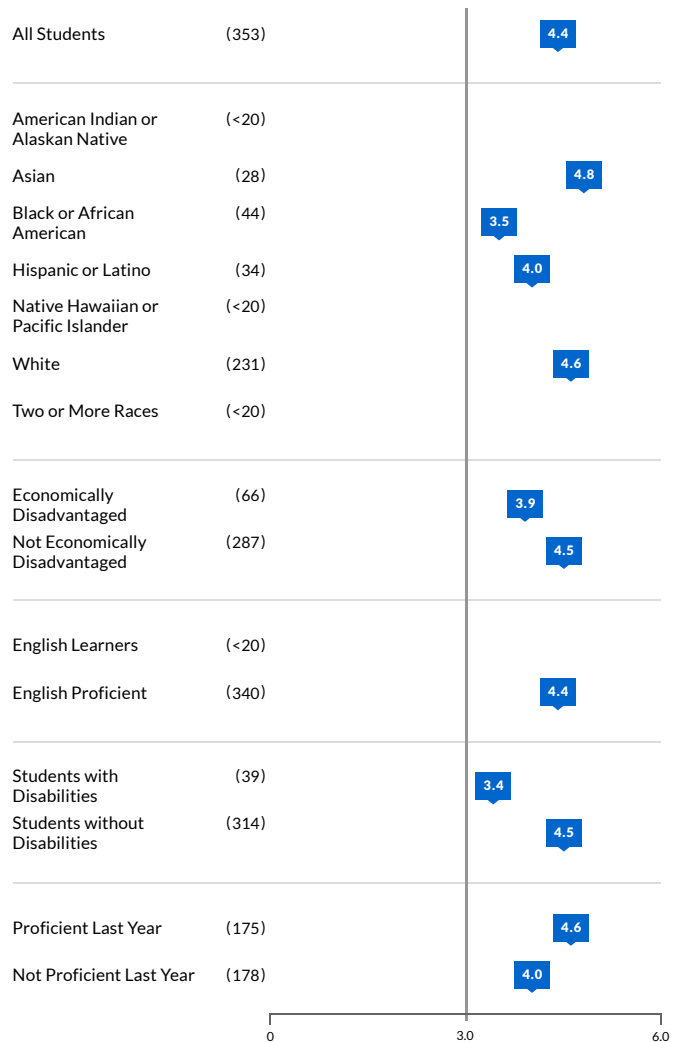 All Students (353) 4.4
American Indian or (<20)
Alaskan Native
Asian (28) 4.8
Black or African (44) 3.5
American
Hispanic or Latino (34) 4.0
Native Hawaiian or (<20)
Pacific Islander
White (231) 4.6
Two or More Races (<20)
Economically (66) 3.9
Disadvantaged
Not Economically (287) 4.5
Disadvantaged
English Learners (<20)
English Proficient (340) 4.4
Students with (39) 3.4
Disabilities
Students without (314) 4.5
Disabilities
Proficient Last Year (175) 4.6
Not Proficient Last Year (178) 4.0
0 3.0 6.0